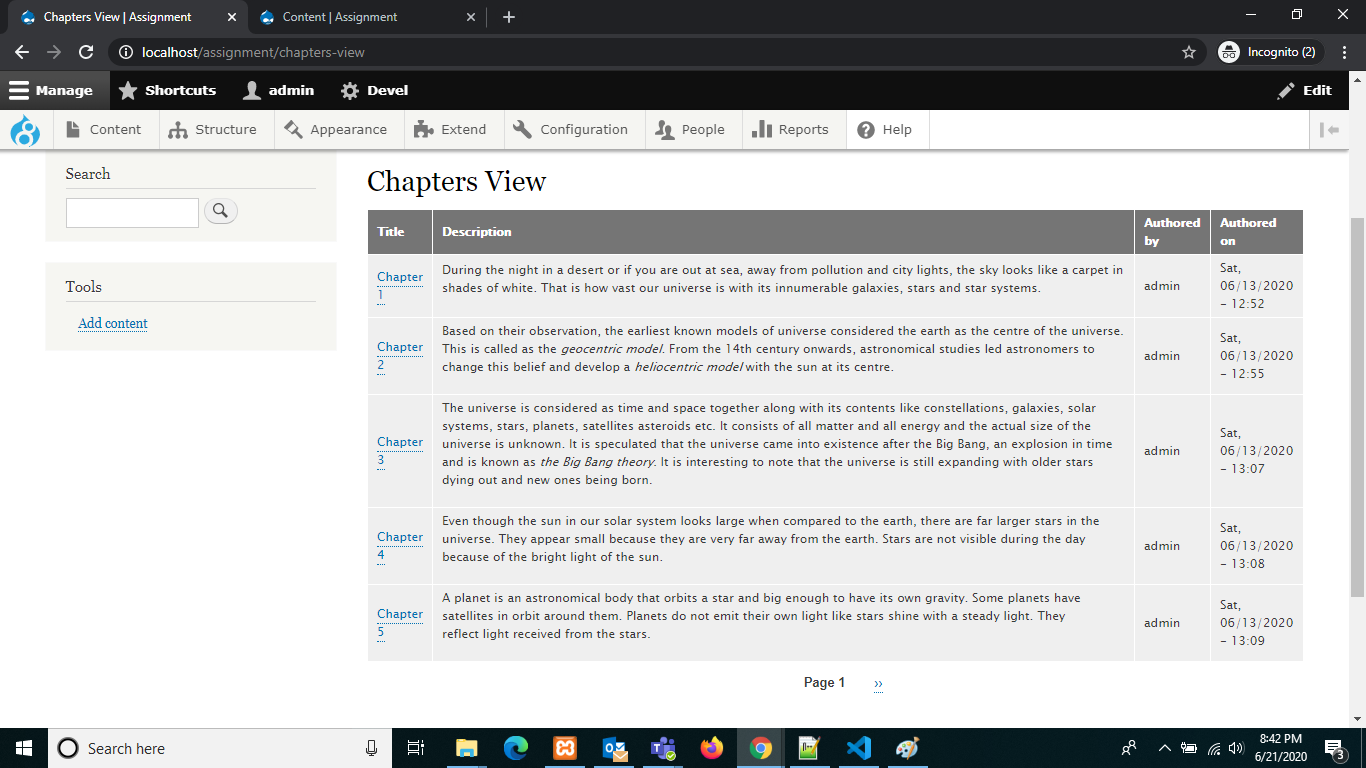 Chapters View | Assignment
Content | Assignment
localhost/assignment/chapters-view
Incognito (2)
Manage
Shortcuts
admin
Devel
Edit
Content
Structure
Appearance
Extend
Configuration
People
Reports
Help
Search
Tools
Add content
Chapters View
Title
Description
Authored
by
Authored
on
Chapter
1
During the night in a desert or if you are out at sea, away from pollution and city lights, the sky looks like a carpet in
shades of white. That is how vast our universe is with its innumerable galaxies, stars and star systems.
admin
Sat,
06/13/2020
- 12:52
Chapter
2
Based on their observation, the earliest known models of universe considered the earth as the centre of the universe.
This is called as the geocentric model. From the 14th century onwards, astronomical studies led astronomers to
change this belief and develop a heliocentric model with the sun at its centre.
admin
Sat,
06/13/2020
- 12:55
Chapter
3
The universe is considered as time and space together along with its contents like constellations, galaxies, solar
systems, stars, planets, satellites asteroids etc. It consists of all matter and all energy and the actual size of the
universe is unknown. It is speculated that the universe came into existence after the Big Bang, an explosion in time
and is known as the Big Bang theory. It is interesting to note that the universe is still expanding with older stars
dying out and new ones being born.
admin
Sat,
06/13/2020
- 13:07
Chapter
4
Even though the sun in our solar system looks large when compared to the earth, there are far larger stars in the
universe. They appear small because they are very far away from the earth. Stars are not visible during the day
because of the bright light of the sun.
admin
Sat,
06/13/2020
- 13:08
Chapter
5
A planet is an astronomical body that orbits a star and big enough to have its own gravity. Some planets have
satellites in orbit around them. Planets do not emit their own light like stars shine with a steady light. They
reflect light received from the stars.
admin
Sat,
06/13/2020
- 13:09
Page 1 ››
Search here
8:42 PM
6/21/2020
3